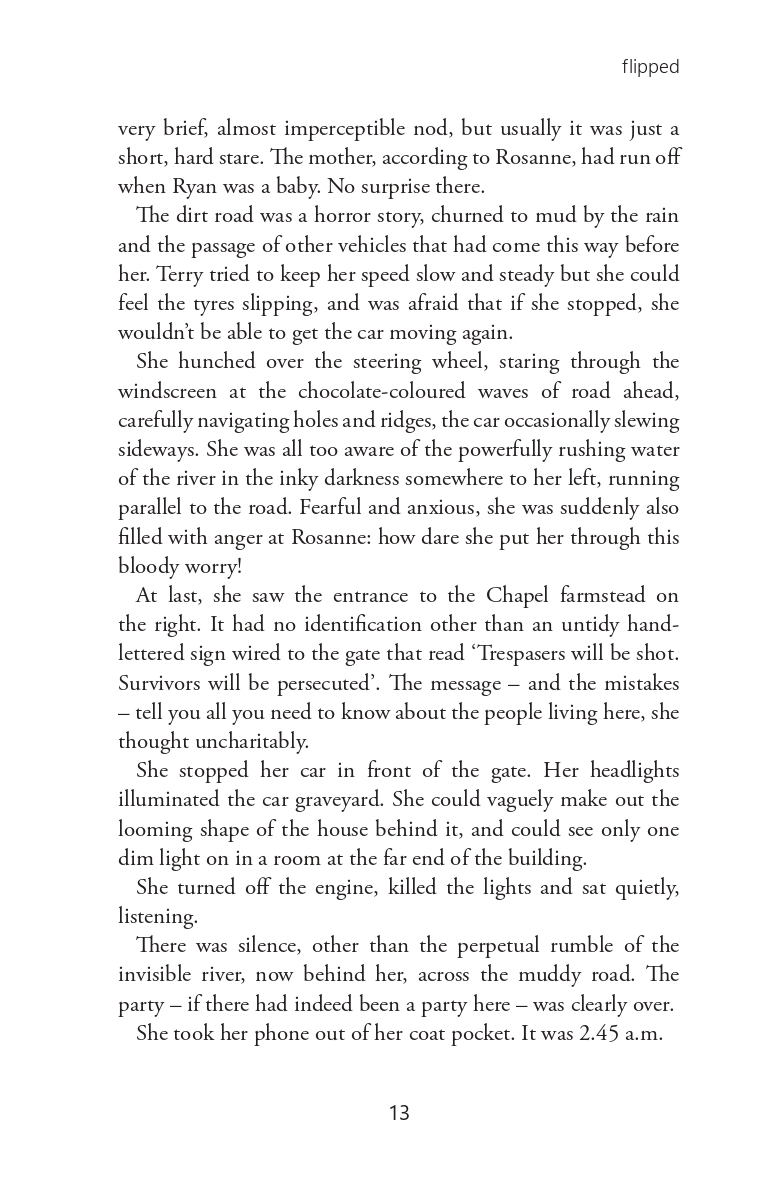 flipped
very brief, almost imperceptible nod, but usually it was just a
short, hard stare. The mother, according to Rosanne, had run off
when Ryan was a baby. No surprise there.
The dirt road was a horror story, churned to mud by the rain
and the passage of other vehicles that had come this way before
her. Terry tried to keep her speed slow and steady but she could
feel the tyres slipping, and was afraid that if she stopped, she
wouldn’t be able to get the car moving again.
She hunched over the steering wheel, staring through the
windscreen at the chocolate-coloured waves of road ahead,
carefully navigating holes and ridges, the car occasionally slewing
sideways. She was all too aware of the powerfully rushing water
of the river in the inky darkness somewhere to her left, running
parallel to the road. Fearful and anxious, she was suddenly also
filled with anger at Rosanne: how dare she put her through this
bloody worry!
At last, she saw the entrance to the Chapel farmstead on
the right. It had no identification other than an untidy hand-
lettered sign wired to the gate that read ‘Trespasers will be shot.
Survivors will be persecuted’. The message – and the mistakes
– tell you all you need to know about the people living here, she
thought uncharitably.
She stopped her car in front of the gate. Her headlights
illuminated the car graveyard. She could vaguely make out the
looming shape of the house behind it, and could see only one
dim light on in a room at the far end of the building.
She turned off the engine, killed the lights and sat quietly,
listening.
There was silence, other than the perpetual rumble of the
invisible river, now behind her, across the muddy road. The
party – if there had indeed been a party here – was clearly over.
She took her phone out of her coat pocket. It was 2.45 a.m.
13